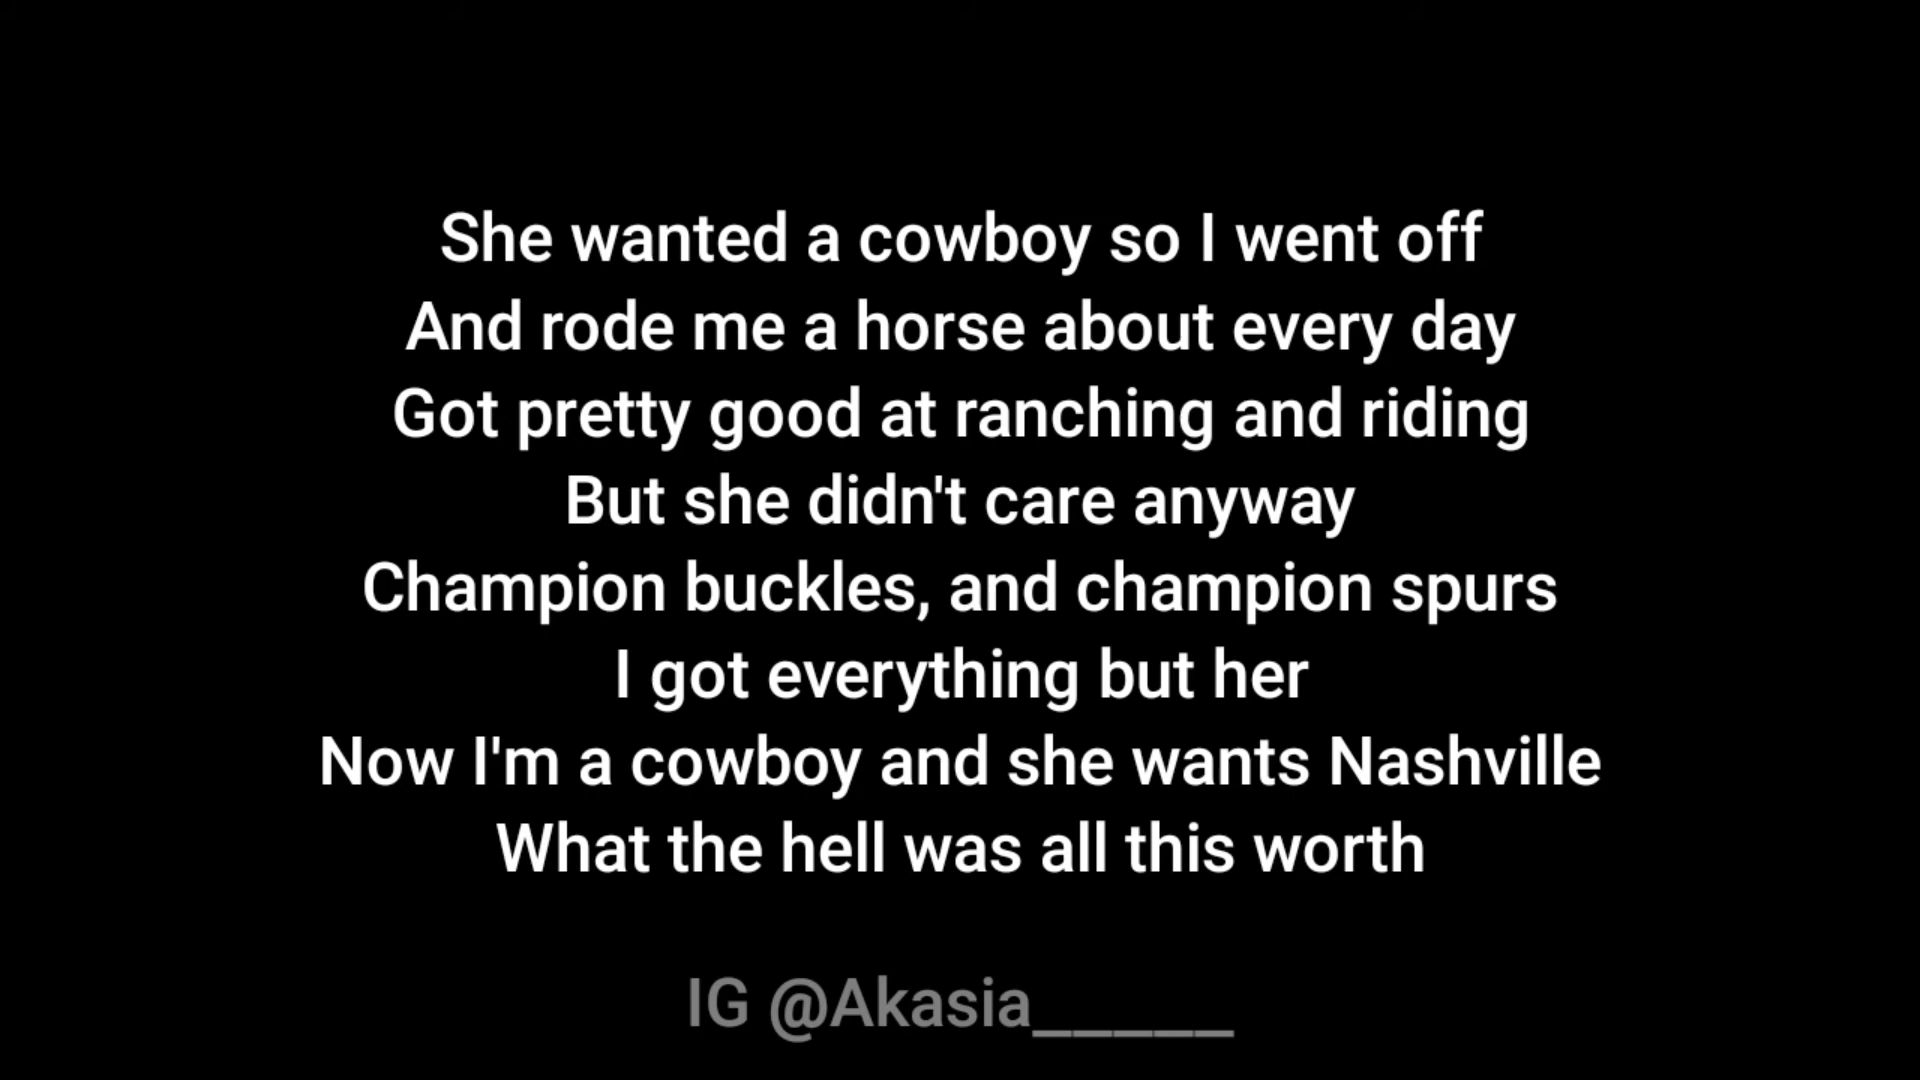 She wanted a cowboy so I went off
And rode me a horse about every day
Got pretty good at ranching and riding
But she didn't care anyway
Champion buckles, and champion spurs
I got everything but her
Now I'm a cowboy and she wants Nashville
What the hell was all this worth
IG @Akasia_____